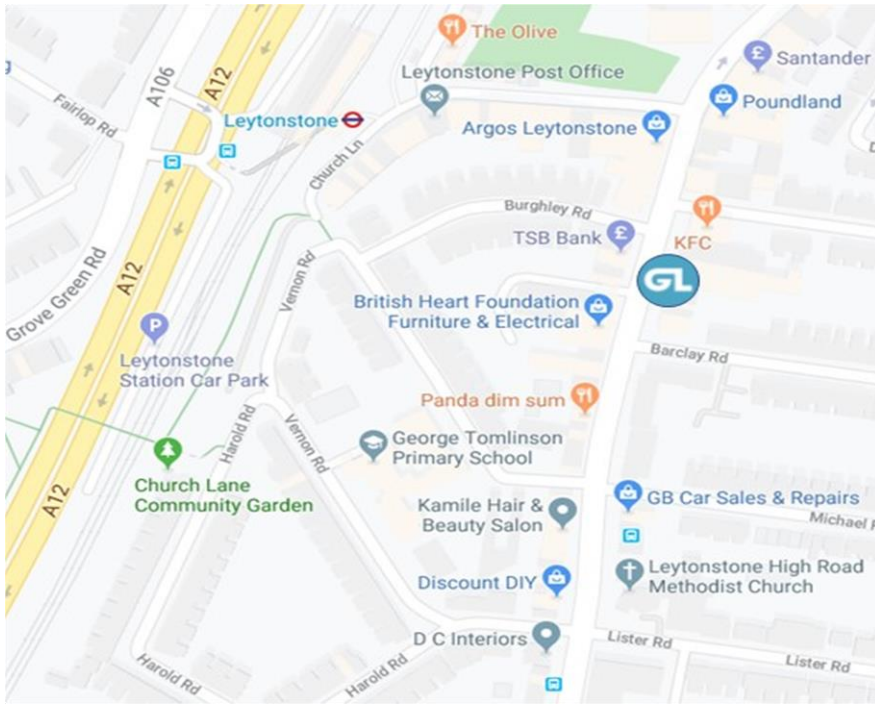 The Olive
Santander
Leytonstone Post Office
A106
A12
Poundland
Fairlop Rd
Leytonstone
Argos Leytonstone
Church Ln
Burghley Rd
TSB Bank
KFC
A12
Grove Green Rd
Vernon Rd
GL
British Heart Foundation
Furniture & Electrical
P
Leytonstone
Station Car Park
Barclay Rd
Panda dim sum
Harold Rd
Vernon Rd
George Tomlinson
Primary School
Church Lane
Community Garden
A12
Kamile Hair &
Beauty Salon
GB Car Sales & Repairs
Michael
Discount DIY
Leytonstone High Road
Methodist Church
D C Interiors
Lister Rd
Lister Rd
Harold Rd
Harold Rd